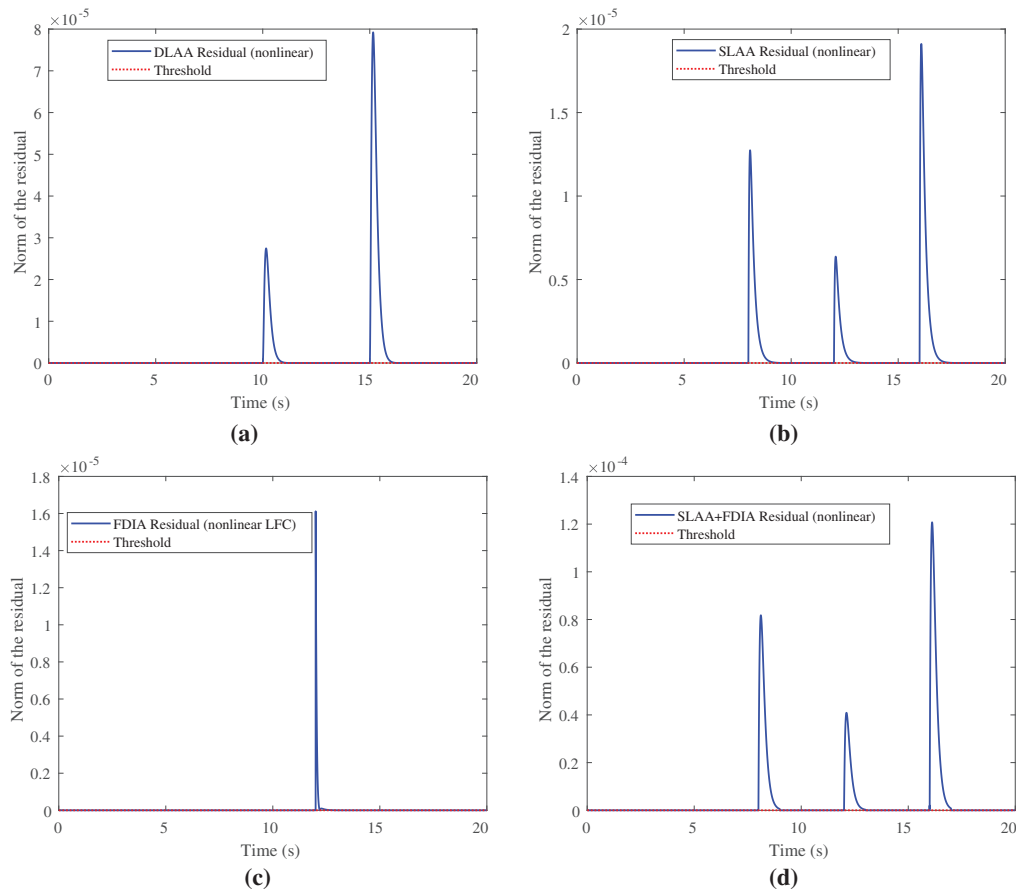 ×10⁻⁵
8
7
6
5
4
3
2
1
0
Norm of the residual
DLAA Residual (nonlinear)
Threshold
0 5 10 15 20
Time (s)
(a)
×10⁻⁵
2
1.5
1
0.5
0
Norm of the residual
SLAA Residual (nonlinear)
Threshold
0 5 10 15 20
Time (s)
(b)
×10⁻⁵
1.8
1.6
1.4
1.2
1
0.8
0.6
0.4
0.2
0
Norm of the residual
FDIA Residual (nonlinear LFC)
Threshold
0 5 10 15 20
Time (s)
(c)
×10⁻⁴
1.4
1.2
1
0.8
0.6
0.4
0.2
0
Norm of the residual
SLAA+FDIA Residual (nonlinear)
Threshold
0 5 10 15 20
Time (s)
(d)